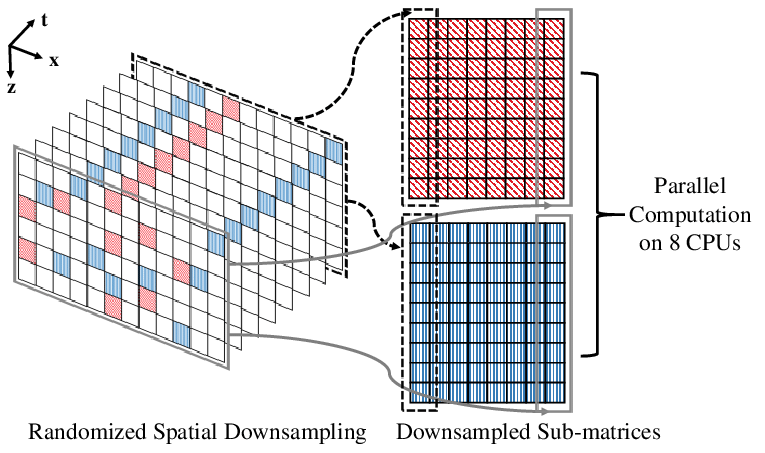 t
x
z
Parallel
Computation
on 8 CPUs
Randomized Spatial Downsampling
Downsampled Sub-matrices